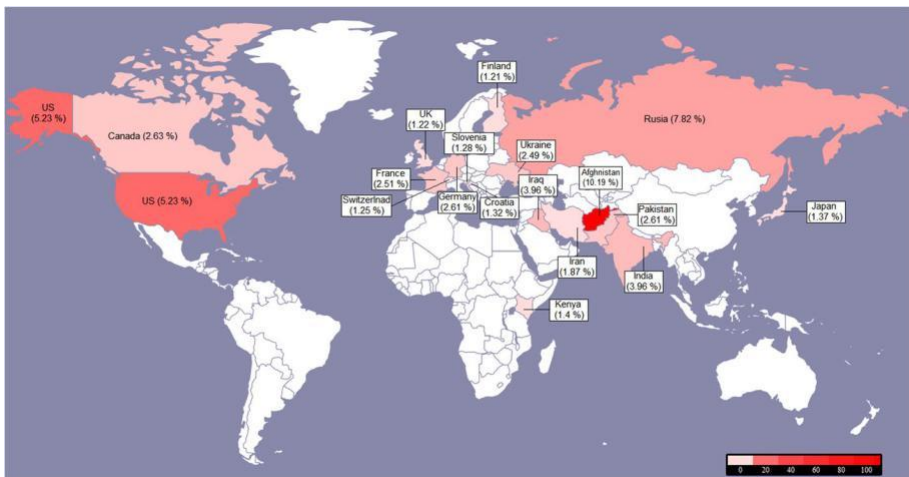 Finland
(1.21 %)
US
(5.23 %)
Canada (2.63 %)
UK
(1.22 %)
Slovenia
(1.28 %)
Rusia (7.82 %)
Ukraine
(2.49 %)
France
(2.51 %)
Iraq
(3.96 %)
Afghnistan
(10.19 %)
US (5.23 %)
Switzerlnad
(1.25 %)
Germany
(2.61 %)
Croatia
(1.32 %)
Pakistan
(2.61 %)
Japan
(1.37 %)
Iran
(1.87 %)
India
(3.96 %)
Kenya
(1.4 %)
0 20 40 60 80 100